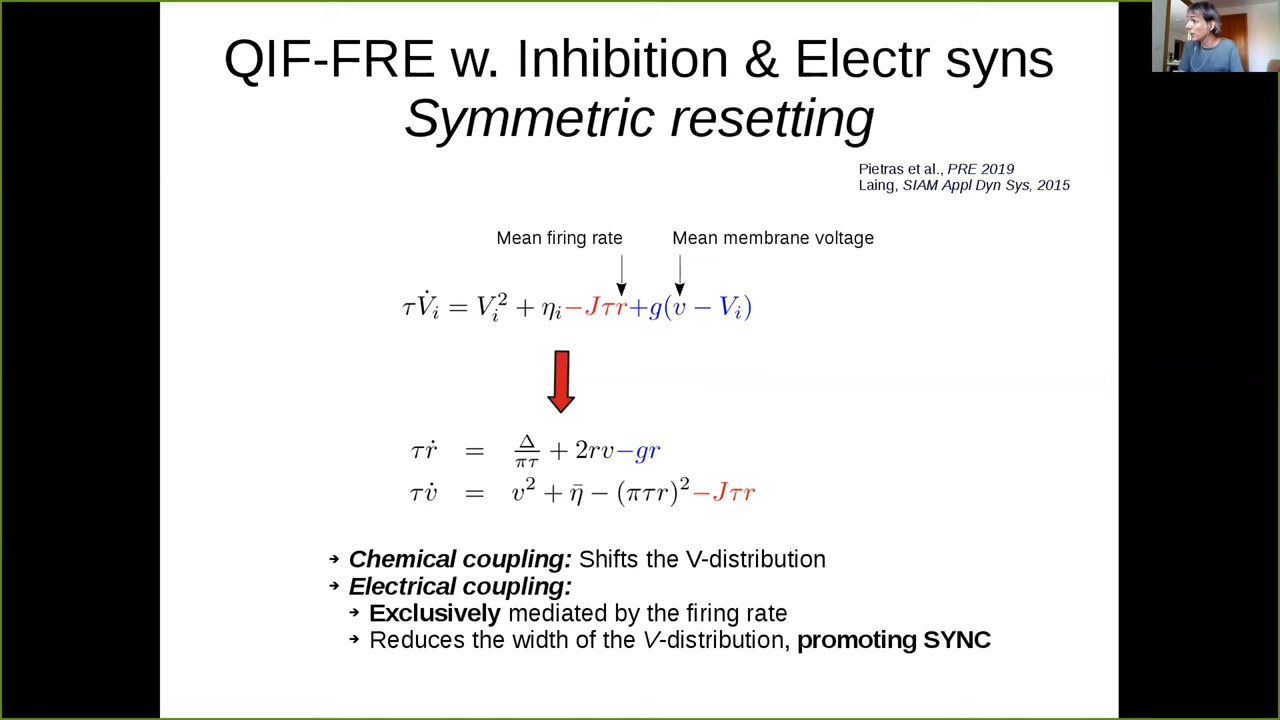 QIF-FRE w. Inhibition & Electr syns
Symmetric resetting
Pietras et al., PRE 2019
Laing, SIAM Appl Dyn Sys, 2015
Mean firing rate Mean membrane voltage
τV̇ᵢ = Vᵢ² + ηᵢ−Jτr+g(v − Vᵢ)
τṙ = Δ/πτ + 2rv−gr
τv̇ = v² + η̄ − (πτr)²−Jτr
➔ Chemical coupling: Shifts the V-distribution
➔ Electrical coupling:
➔ Exclusively mediated by the firing rate
➔ Reduces the width of the V-distribution, promoting SYNC